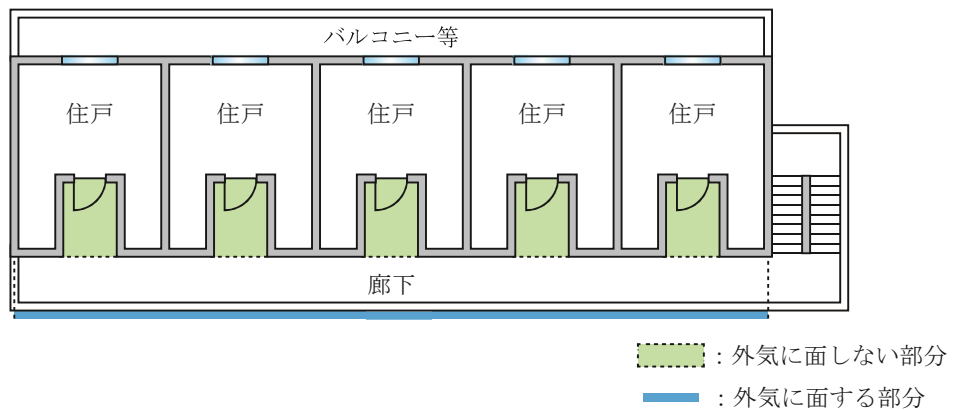 バルコニー等
住戸 住戸 住戸 住戸 住戸
廊下
：外気に面しない部分
：外気に面する部分